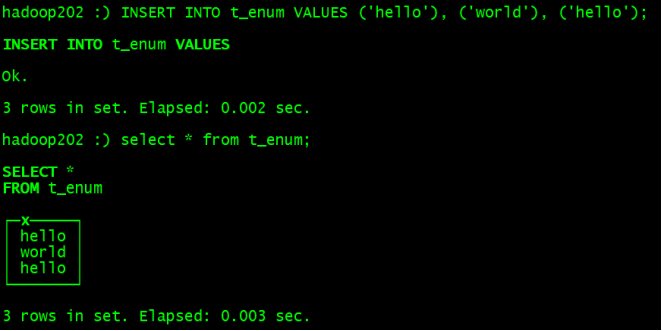 hadoop202 :) INSERT INTO t_enum VALUES ('hello'), ('world'), ('hello');
INSERT INTO t_enum VALUES
Ok.
3 rows in set. Elapsed: 0.002 sec.
hadoop202 :) select * from t_enum;
SELECT *
FROM t_enum
x
hello
world
hello
3 rows in set. Elapsed: 0.003 sec.